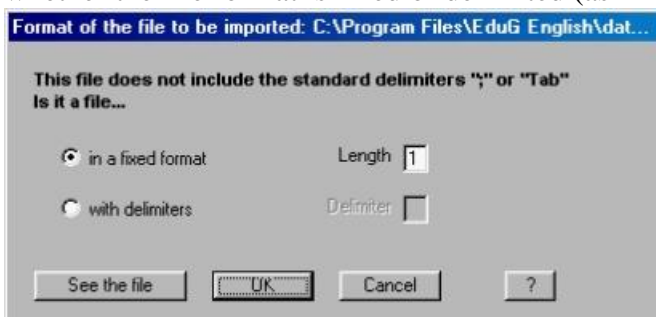 Format of the file to be imported: C:\Program Files\EduG English\dat...
This file does not include the standard delimiters ";" or "Tab"
Is it a file...
in a fixed format Length 1
with delimiters Delimiter
See the file OK Cancel ?